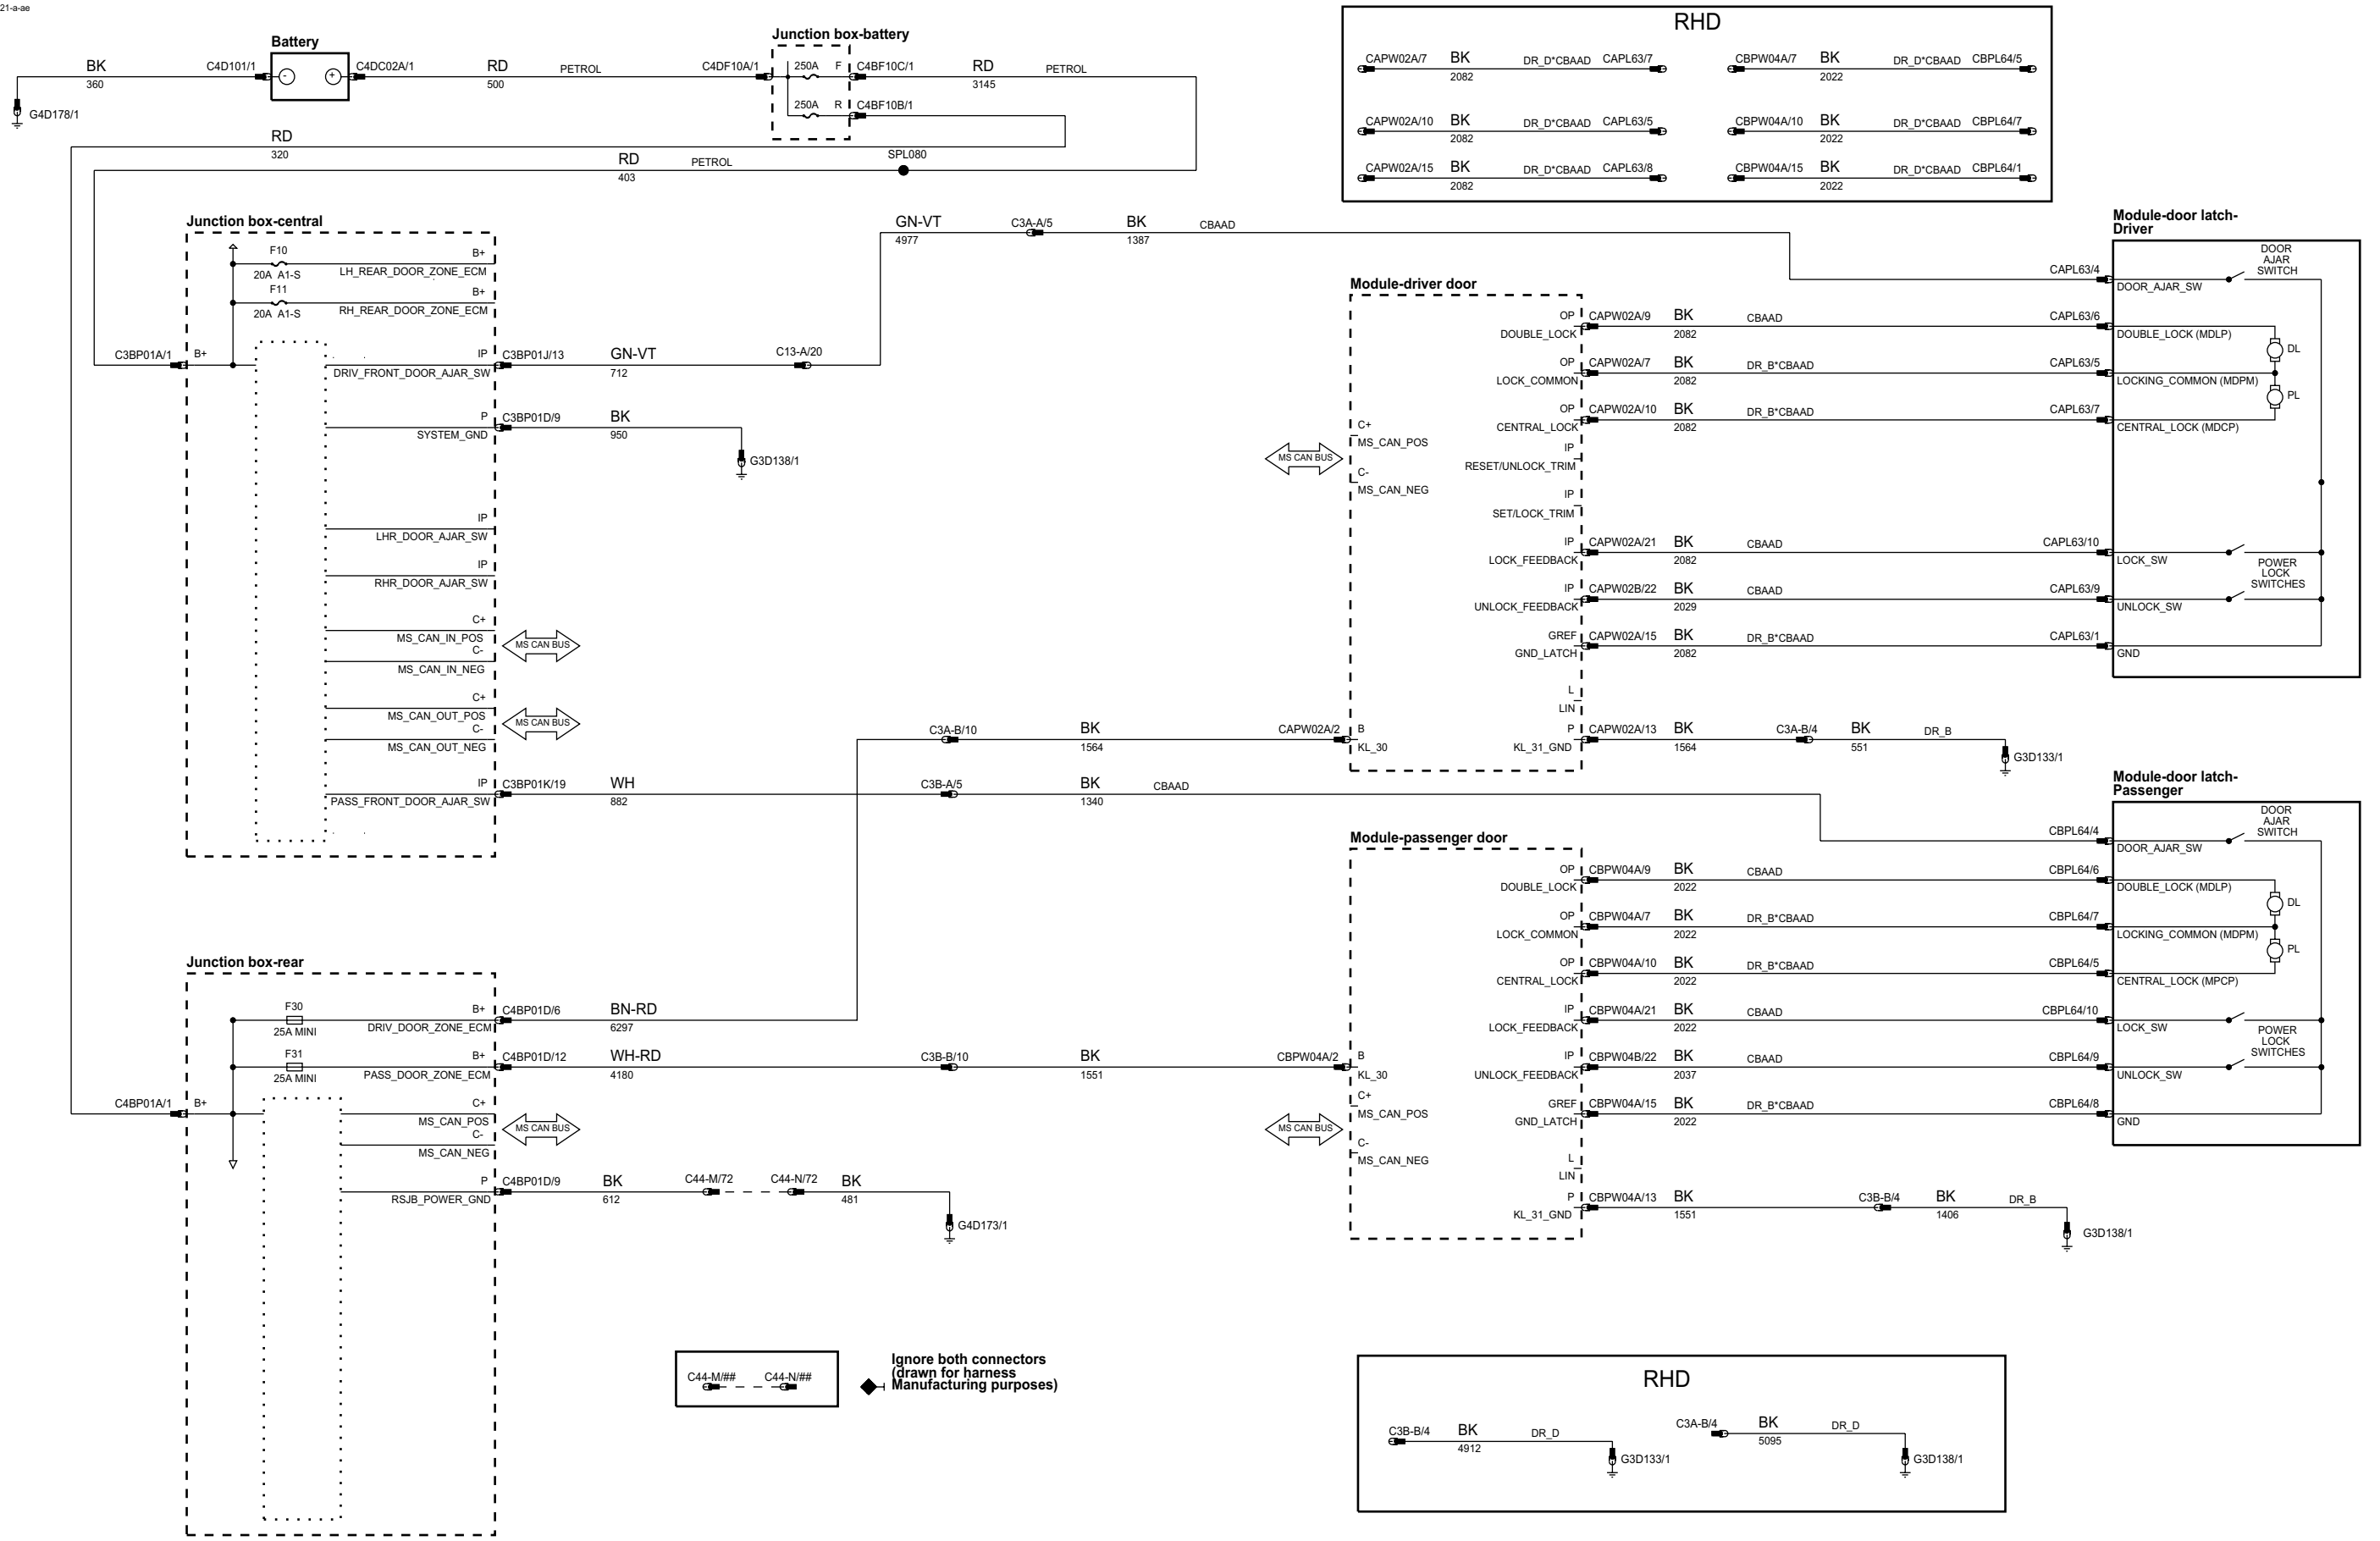 21-a-ae
RHD
CAPW02A/7 BK DR_D*CBAAD CAPL63/7
2082
CBPW04A/7 BK DR_D*CBAAD CBPL64/5
2022
CAPW02A/10 BK DR_D*CBAAD CAPL63/5
2082
CBPW04A/10 BK DR_D*CBAAD CBPL64/7
2022
CAPW02A/15 BK DR_D*CBAAD CAPL63/8
2082
CBPW04A/15 BK DR_D*CBAAD CBPL64/1
2022
Battery
Junction box-battery
BK
360
C4D101/1
-
+
C4DC02A/1
RD
500
PETROL
C4DF10A/1
250A F
C4BF10C/1
RD
3145
PETROL
250A R
C4BF10B/1
G4D178/1
RD
320
RD
403
PETROL
SPL080
Junction box-central
F10
20A A1-S
B+
LH_REAR_DOOR_ZONE_ECM
F11
20A A1-S
B+
RH_REAR_DOOR_ZONE_ECM
C3BP01A/1
B+
IP
DRIV_FRONT_DOOR_AJAR_SW
C3BP01J/13
GN-VT
712
C13-A/20
GN-VT
4977
C3A-A/5
BK
1387
CBAAD
P
SYSTEM_GND
C3BP01D/9
BK
950
G3D138/1
IP
LHR_DOOR_AJAR_SW
IP
RHR_DOOR_AJAR_SW
C+
MS_CAN_IN_POS
C-
MS_CAN_IN_NEG
MS CAN BUS
C+
MS_CAN_OUT_POS
C-
MS_CAN_OUT_NEG
MS CAN BUS
IP
PASS_FRONT_DOOR_AJAR_SW
C3BP01K/19
WH
882
C3B-A/5
BK
1340
CBAAD
C3A-B/10
BK
1564
CAPW02A/2
Module-driver door
B
KL_30
C+
MS_CAN_POS
C-
MS_CAN_NEG
MS CAN BUS
OP
DOUBLE_LOCK
CAPW02A/9
BK
2082
CBAAD
CAPL63/6
OP
LOCK_COMMON
CAPW02A/7
BK
2082
DR_B*CBAAD
CAPL63/5
OP
CENTRAL_LOCK
CAPW02A/10
BK
2082
DR_B*CBAAD
CAPL63/7
IP
RESET/UNLOCK_TRIM
IP
SET/LOCK_TRIM
IP
LOCK_FEEDBACK
CAPW02A/21
BK
2082
CBAAD
CAPL63/10
IP
UNLOCK_FEEDBACK
CAPW02B/22
BK
2029
CBAAD
CAPL63/9
GREF
GND_LATCH
CAPW02A/15
BK
2082
DR_B*CBAAD
CAPL63/1
L
LIN
P
KL_31_GND
CAPW02A/13
BK
1564
C3A-B/4
BK
551
DR_B
G3D133/1
Module-door latch-
Driver
CAPL63/4
DOOR_AJAR_SW
DOOR
AJAR
SWITCH
DOUBLE_LOCK (MDLP)
DL
LOCKING_COMMON (MDPM)
PL
CENTRAL_LOCK (MDCP)
LOCK_SW
POWER
LOCK
SWITCHES
UNLOCK_SW
GND
Module-door latch-
Passenger
CBPL64/4
DOOR_AJAR_SW
DOOR
AJAR
SWITCH
DOUBLE_LOCK (MDLP)
DL
LOCKING_COMMON (MDPM)
PL
CENTRAL_LOCK (MPCP)
LOCK_SW
POWER
LOCK
SWITCHES
UNLOCK_SW
GND
Module-passenger door
OP
DOUBLE_LOCK
CBPW04A/9
BK
2022
CBAAD
CBPL64/6
OP
LOCK_COMMON
CBPW04A/7
BK
2022
DR_B*CBAAD
CBPL64/7
OP
CENTRAL_LOCK
CBPW04A/10
BK
2022
DR_B*CBAAD
CBPL64/5
IP
LOCK_FEEDBACK
CBPW04A/21
BK
2022
CBAAD
CBPL64/10
IP
UNLOCK_FEEDBACK
CBPW04B/22
BK
2037
CBAAD
CBPL64/9
GREF
GND_LATCH
CBPW04A/15
BK
2022
DR_B*CBAAD
CBPL64/8
L
LIN
P
KL_31_GND
CBPW04A/13
BK
1551
C3B-B/4
BK
1406
DR_B
G3D138/1
B
KL_30
C+
MS_CAN_POS
C-
MS_CAN_NEG
MS CAN BUS
Junction box-rear
F30
25A MINI
B+
DRIV_DOOR_ZONE_ECM
C4BP01D/6
BN-RD
6297
F31
25A MINI
B+
PASS_DOOR_ZONE_ECM
C4BP01D/12
WH-RD
4180
C3B-B/10
BK
1551
CBPW04A/2
C4BP01A/1
B+
C+
MS_CAN_POS
C-
MS_CAN_NEG
MS CAN BUS
P
RSJB_POWER_GND
C4BP01D/9
BK
612
C44-M/72
C44-N/72
BK
481
G4D173/1
C44-M/## C44-N/##
Ignore both connectors
(drawn for harness
Manufacturing purposes)
RHD
C3B-B/4
BK
4912
DR_D
G3D133/1
C3A-B/4
BK
5095
DR_D
G3D138/1